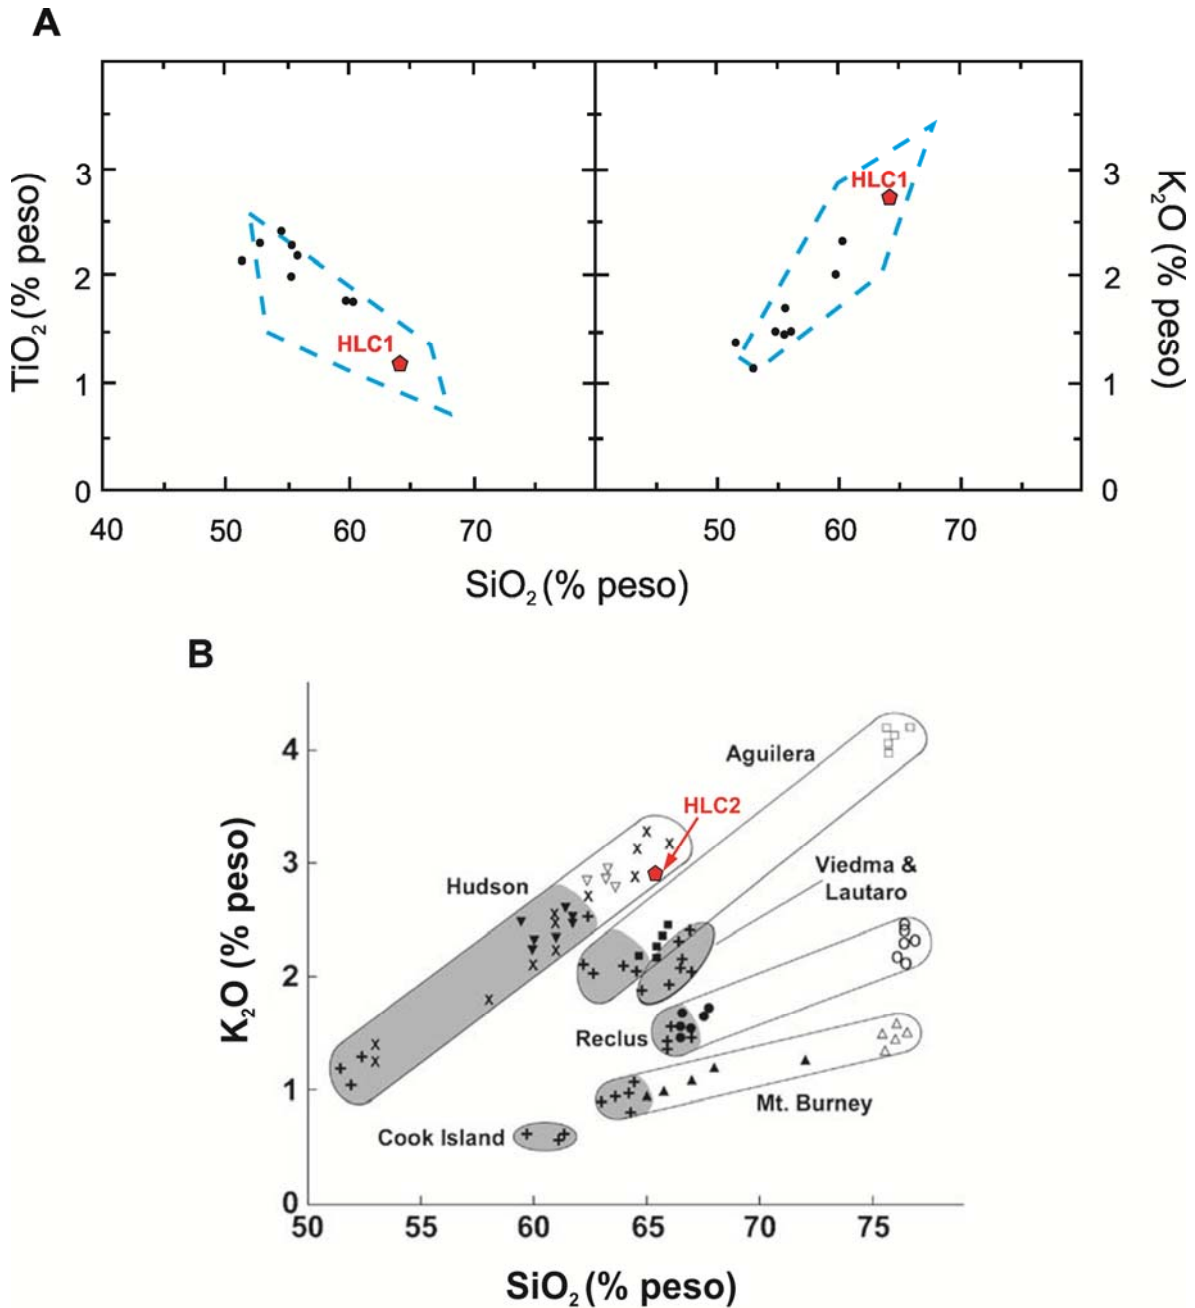 A
TiO2 (% peso)
3
2
1
0
40
50
60
70
HLC1
HLC1
50
60
70
3
2
1
0
K2O (% peso)
SiO2 (% peso)
B
K2O (% peso)
4
3
2
1
0
Aguilera
HLC2
Hudson
Viedma &
Lautaro
Reclus
Mt. Burney
Cook Island
50
55
60
65
70
75
SiO2 (% peso)